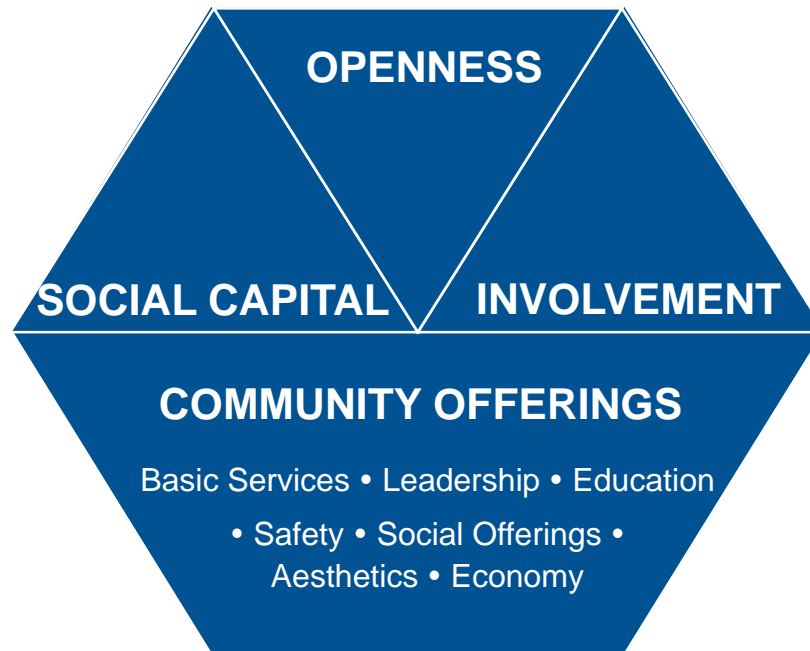 OPENNESS
SOCIAL CAPITAL
INVOLVEMENT
COMMUNITY OFFERINGS
Basic Services • Leadership • Education
• Safety • Social Offerings •
Aesthetics • Economy